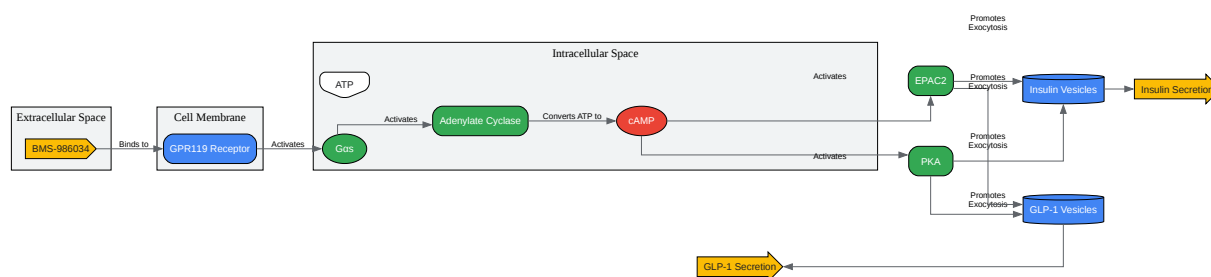 Promotes
Exocytosis
Intracellular Space
ATP
Activates
EPAC2
Promotes
Exocytosis
Insulin Vesicles
Insulin Secretion
Extracellular Space
Cell Membrane
BMS-986034
Binds to
GPR119 Receptor
Activates
Gαs
Activates
Adenylate Cyclase
Converts ATP to
cAMP
Activates
PKA
Promotes
Exocytosis
Promotes
Exocytosis
GLP-1 Vesicles
GLP-1 Secretion